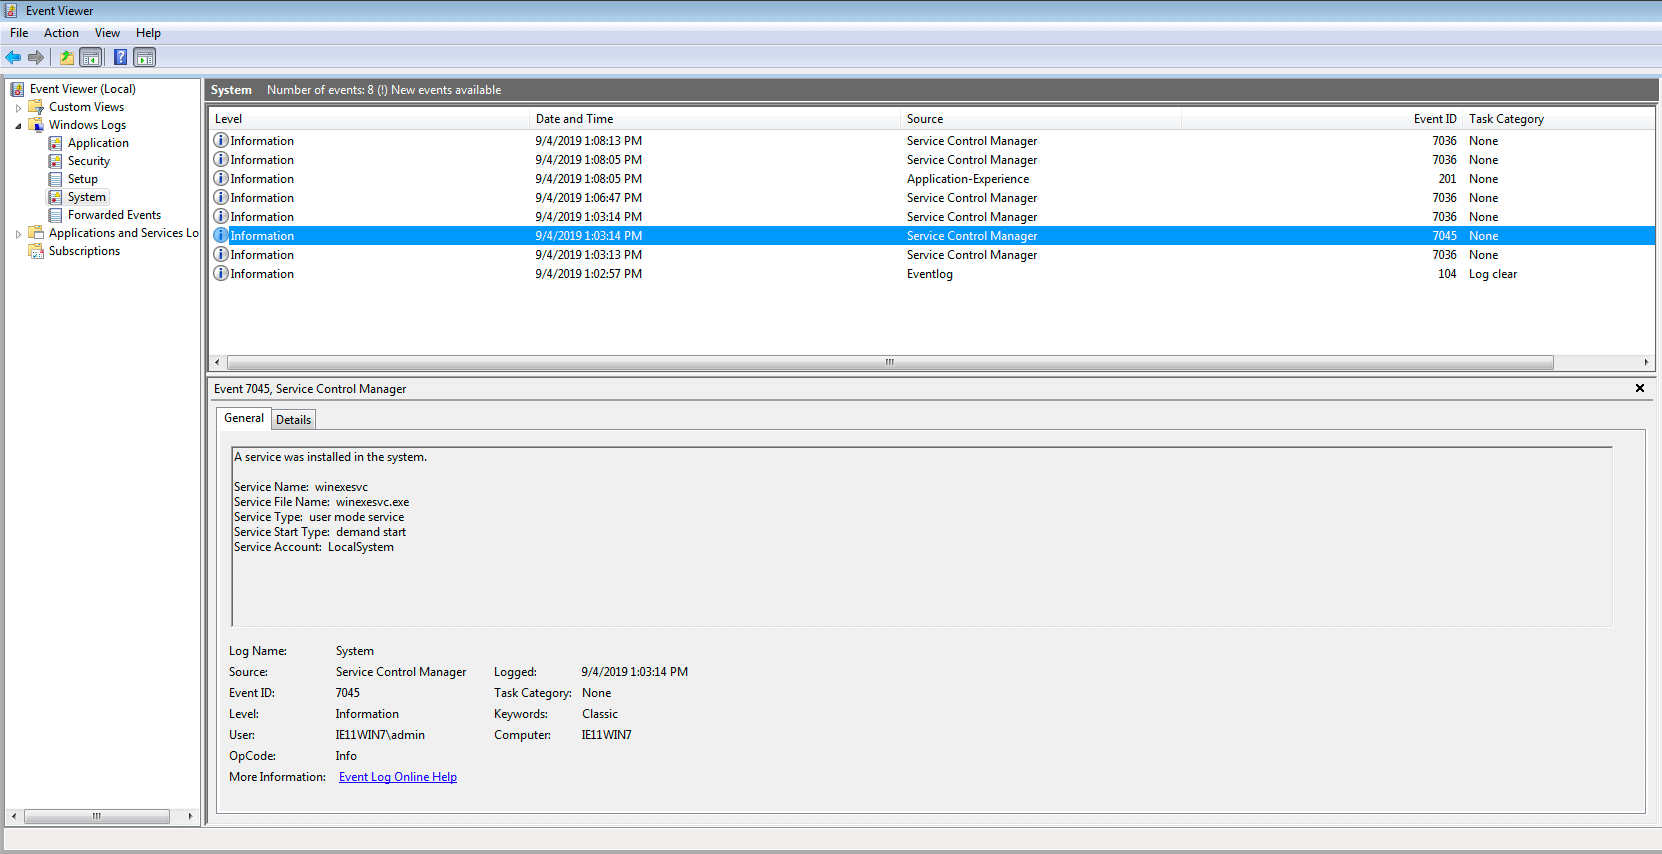 Event Viewer
File Action View Help
Event Viewer (Local)
Custom Views
Windows Logs
Application
Security
Setup
System
Forwarded Events
Applications and Services Lo
Subscriptions
System Number of events: 8 (!) New events available
Level Date and Time Source Event ID Task Category
Information 9/4/2019 1:08:13 PM Service Control Manager 7036 None
Information 9/4/2019 1:08:05 PM Service Control Manager 7036 None
Information 9/4/2019 1:08:05 PM Application-Experience 201 None
Information 9/4/2019 1:06:47 PM Service Control Manager 7036 None
Information 9/4/2019 1:03:14 PM Service Control Manager 7036 None
Information 9/4/2019 1:03:14 PM Service Control Manager 7045 None
Information 9/4/2019 1:03:13 PM Service Control Manager 7036 None
Information 9/4/2019 1:02:57 PM Eventlog 104 Log clear
Event 7045, Service Control Manager
General Details
A service was installed in the system.
Service Name: winexesvc
Service File Name: winexesvc.exe
Service Type: user mode service
Service Start Type: demand start
Service Account: LocalSystem
Log Name: System
Source: Service Control Manager Logged: 9/4/2019 1:03:14 PM
Event ID: 7045 Task Category: None
Level: Information Keywords: Classic
User: IE11WIN7\admin Computer: IE11WIN7
OpCode: Info
More Information: Event Log Online Help